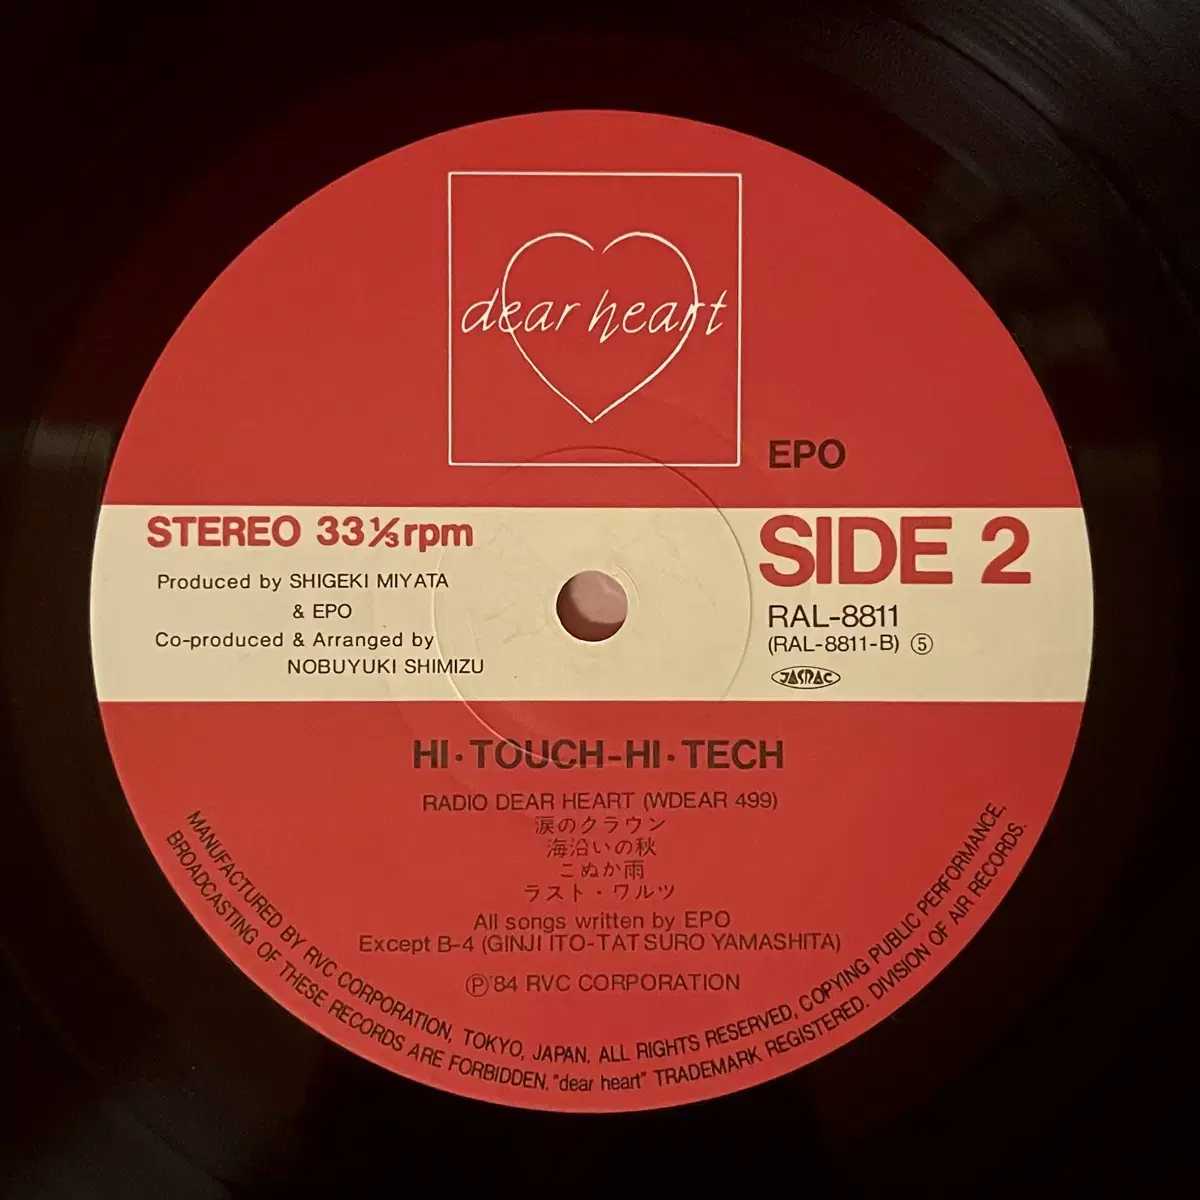 dear heart
EPO
STEREO 33⅓rpm
SIDE 2
Produced by SHIGEKI MIYATA
& EPO
Co-produced & Arranged by
NOBUYUKI SHIMIZU
RAL-8811
(RAL-8811-B) ⑤
JASRAC
HI・TOUCH-HI・TECH
RADIO DEAR HEART (WDEAR 499)
涙のクラウン
海沿いの秋
こぬか雨
ラスト・ワルツ
All songs written by EPO
Except B-4 (GINJI ITO-TATSURO YAMASHITA)
Ⓟ'84 RVC CORPORATION
MANUFACTURED BY RVC CORPORATION, TOKYO, JAPAN. ALL RIGHTS RESERVED, COPYING PUBLIC PERFORMANCE,
BROADCASTING OF THESE RECORDS ARE FORBIDDEN. "dear heart" TRADEMARK REGISTERED. DIVISION OF AIR RECORDS.